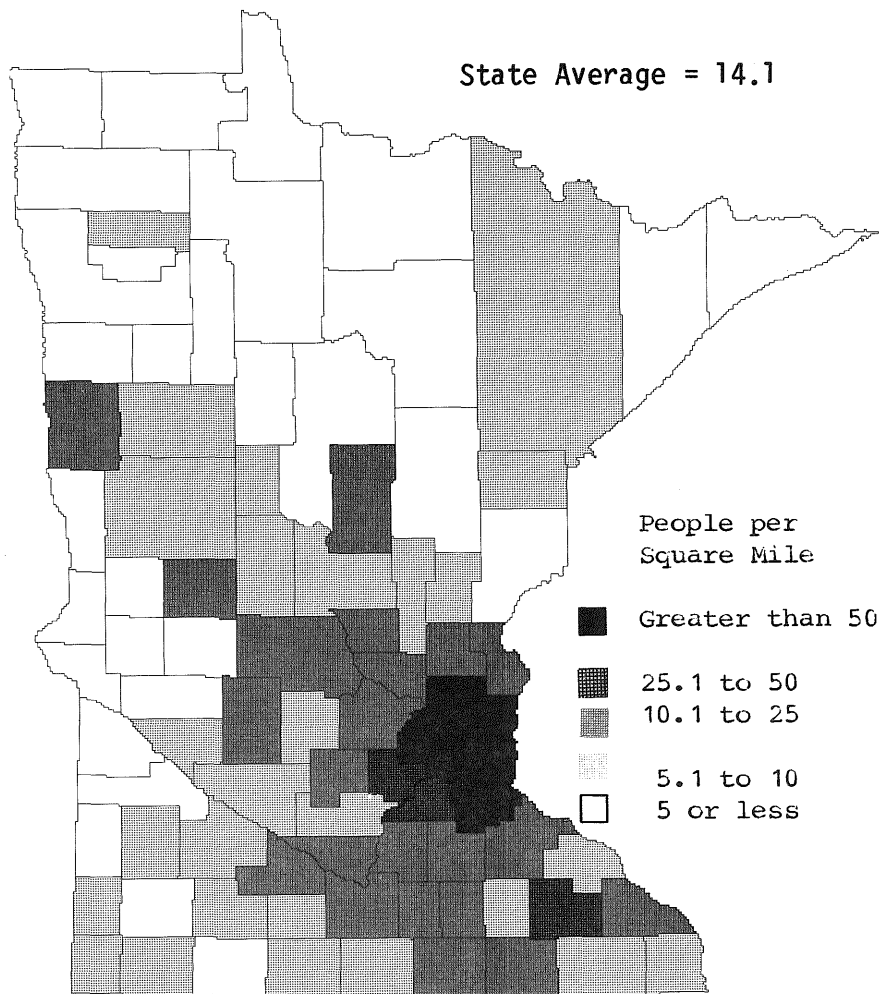 State Average = 14.1
People per
Square Mile
Greater than 50
25.1 to 50
10.1 to 25
5.1 to 10
5 or less